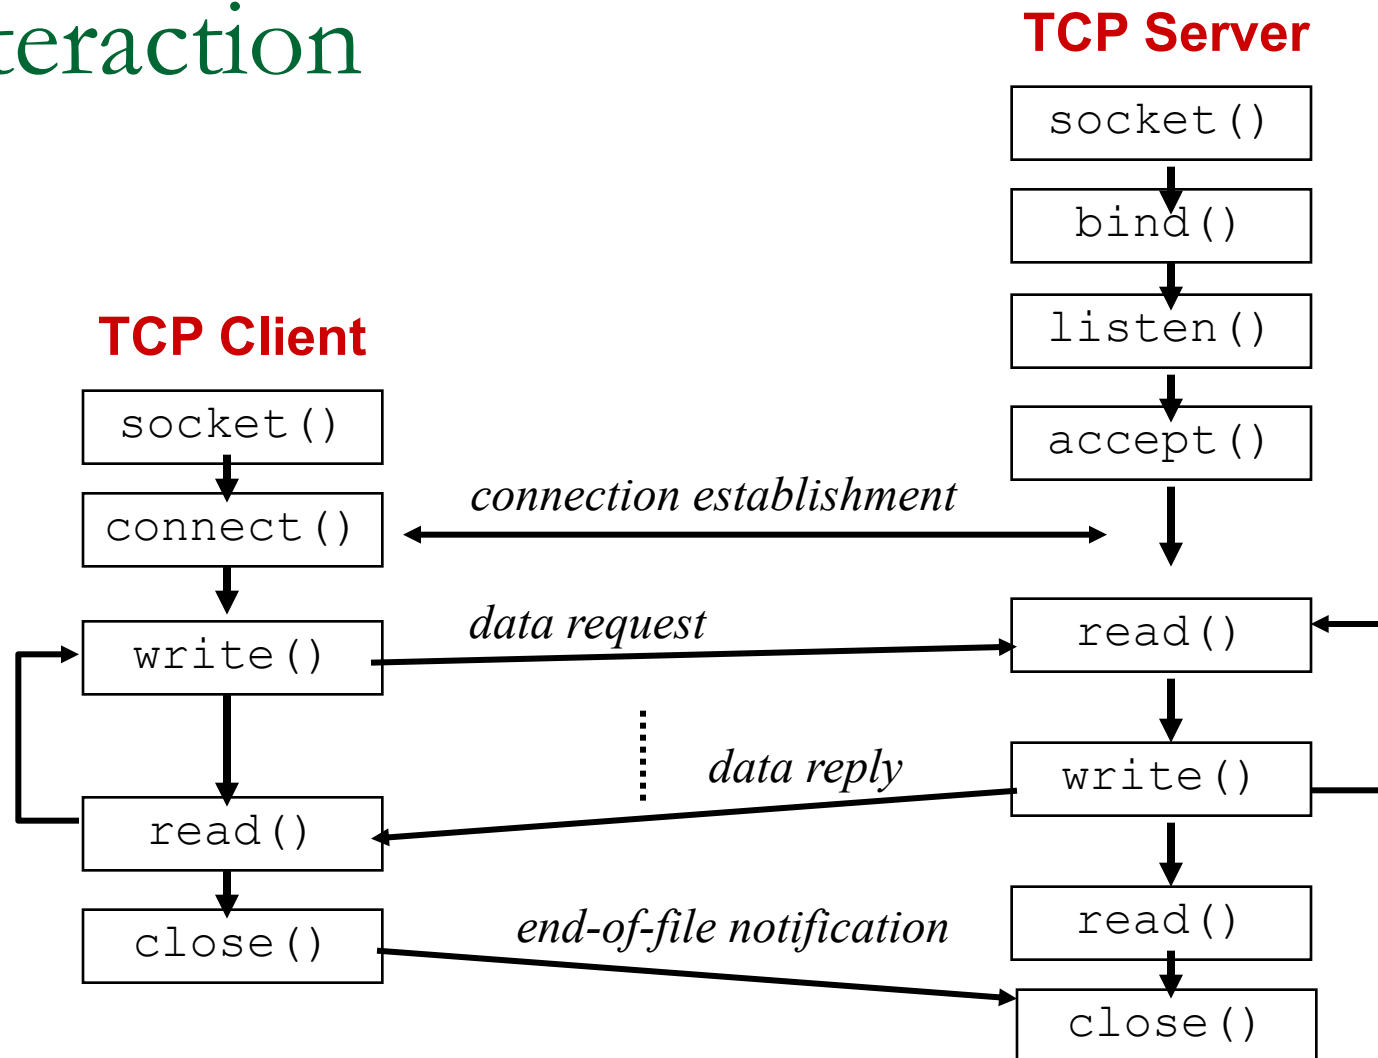 teraction
TCP Server
socket()
bind()
listen()
accept()
TCP Client
socket()
connect()
write()
read()
close()
connection establishment
data request
data reply
end-of-file notification
read()
write()
read()
close()